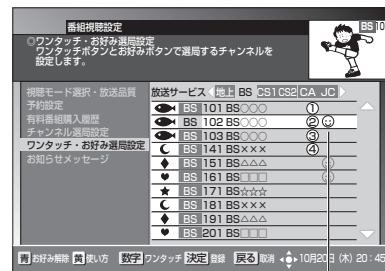 番組視聴設定
BS 10
◎ワンタッチ・お好み選局設定
ワンタッチボタンとお好みボタンで選局するチャンネルを
設定します。
視聴モード選択・放送品質
予約設定
有料番組購入履歴
チャンネル選局設定
ワンタッチ・お好み選局設定
お知らせメッセージ
放送サービス 地上 BS CS1 CS2 CA JC
BS 101 BS○○○ ①
BS 102 BS○○○ ②
BS 103 BS○○○ ③
BS 141 BS××× ④
BS 151 BS△△△
BS 161 BS□□□
BS 171 BS☆☆☆
BS 181 BS×××
BS 191 BS△△△
BS 201 BS□□□
青 お好み解除 黄 使い方 数字 ワンタッチ 決定 登録 戻る 取消 10月20日 (木) 20:45